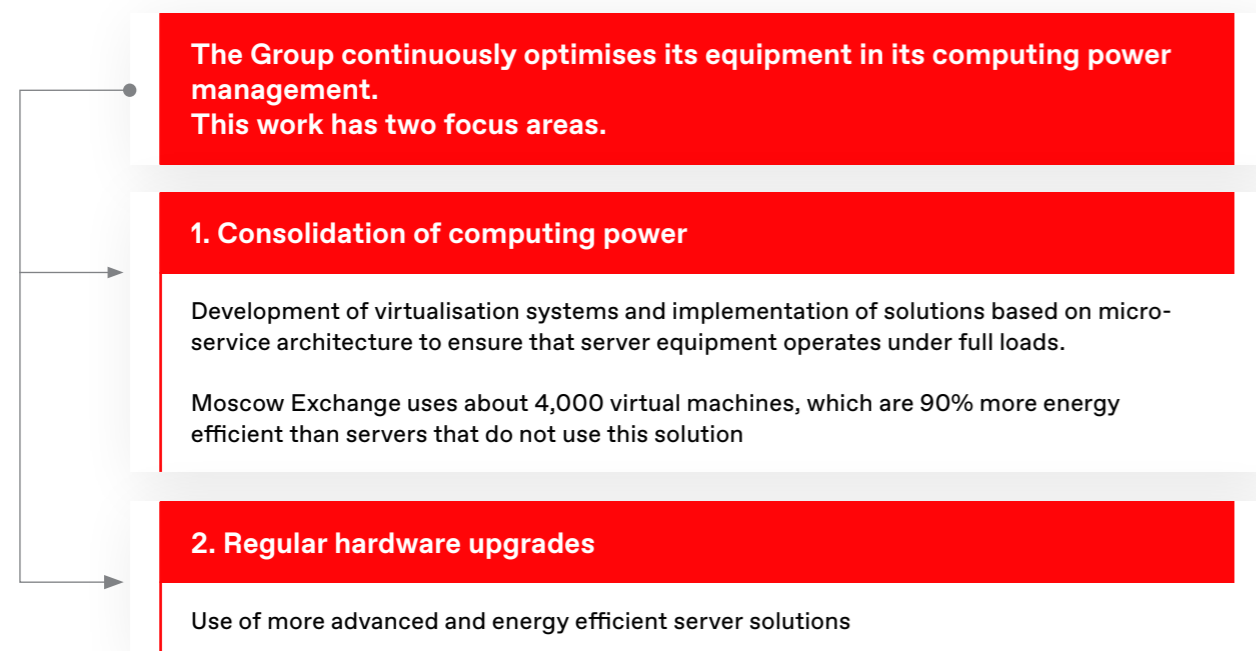 The Group continuously optimises its equipment in its computing power
management.
This work has two focus areas.
1. Consolidation of computing power
Development of virtualisation systems and implementation of solutions based on micro-
service architecture to ensure that server equipment operates under full loads.
Moscow Exchange uses about 4,000 virtual machines, which are 90% more energy
efficient than servers that do not use this solution
2. Regular hardware upgrades
Use of more advanced and energy efficient server solutions